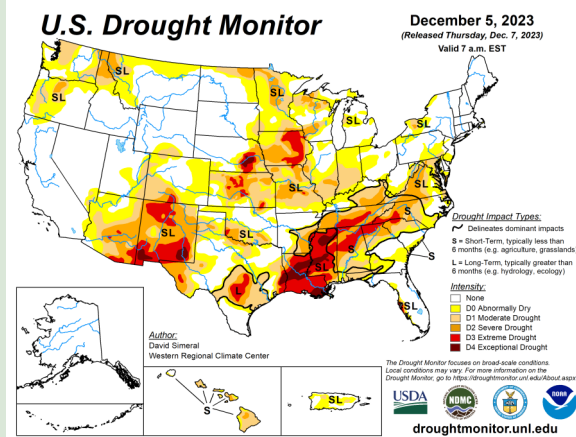 U.S. Drought Monitor
December 5, 2023
(Released Thursday, Dec. 7, 2023)
Valid 7 a.m. EST
SL
SL
SL
SL
SL
SL
SL
S
SL
SL
S
SL
S
L
SL
Drought Impact Types:
Delineates dominant impacts
S = Short-Term, typically less than
6 months (e.g. agriculture, grasslands
L = Long-Term, typically greater than
6 months (e.g. hydrology, ecology)
Intensity:
None
D0 Abnormally Dry
D1 Moderate Drought
D2 Severe Drought
D3 Extreme Drought
D4 Exceptional Drought
Author:
David Simeral
Western Regional Climate Center
S
SL
The Drought Monitor focuses on broad-scale conditions.
Local conditions may vary. For more information on the
Drought Monitor, go to https://droughtmonitor.unl.edu/About.aspx
USDA
NDMC
NOAA
droughtmonitor.unl.edu